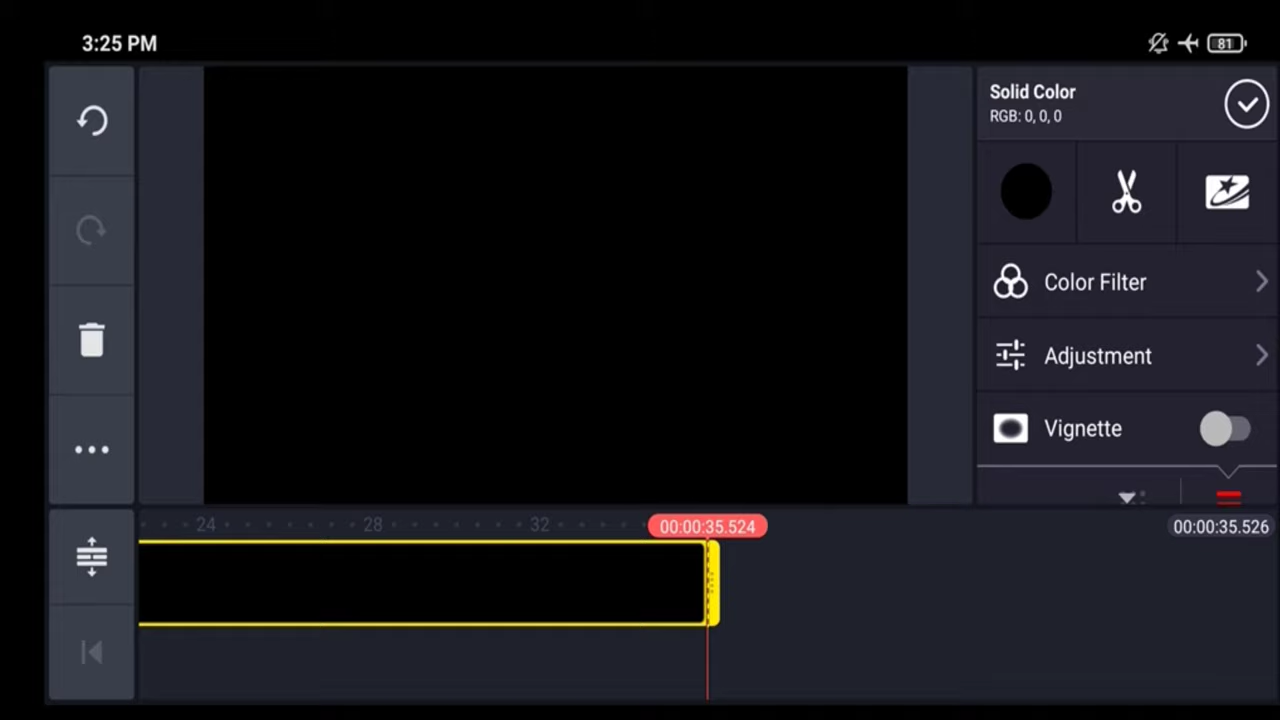 3:25 PM
81
Solid Color
RGB: 0, 0, 0
Color Filter
Adjustment
Vignette
24
28
32
00:00:35.524
00:00:35.526